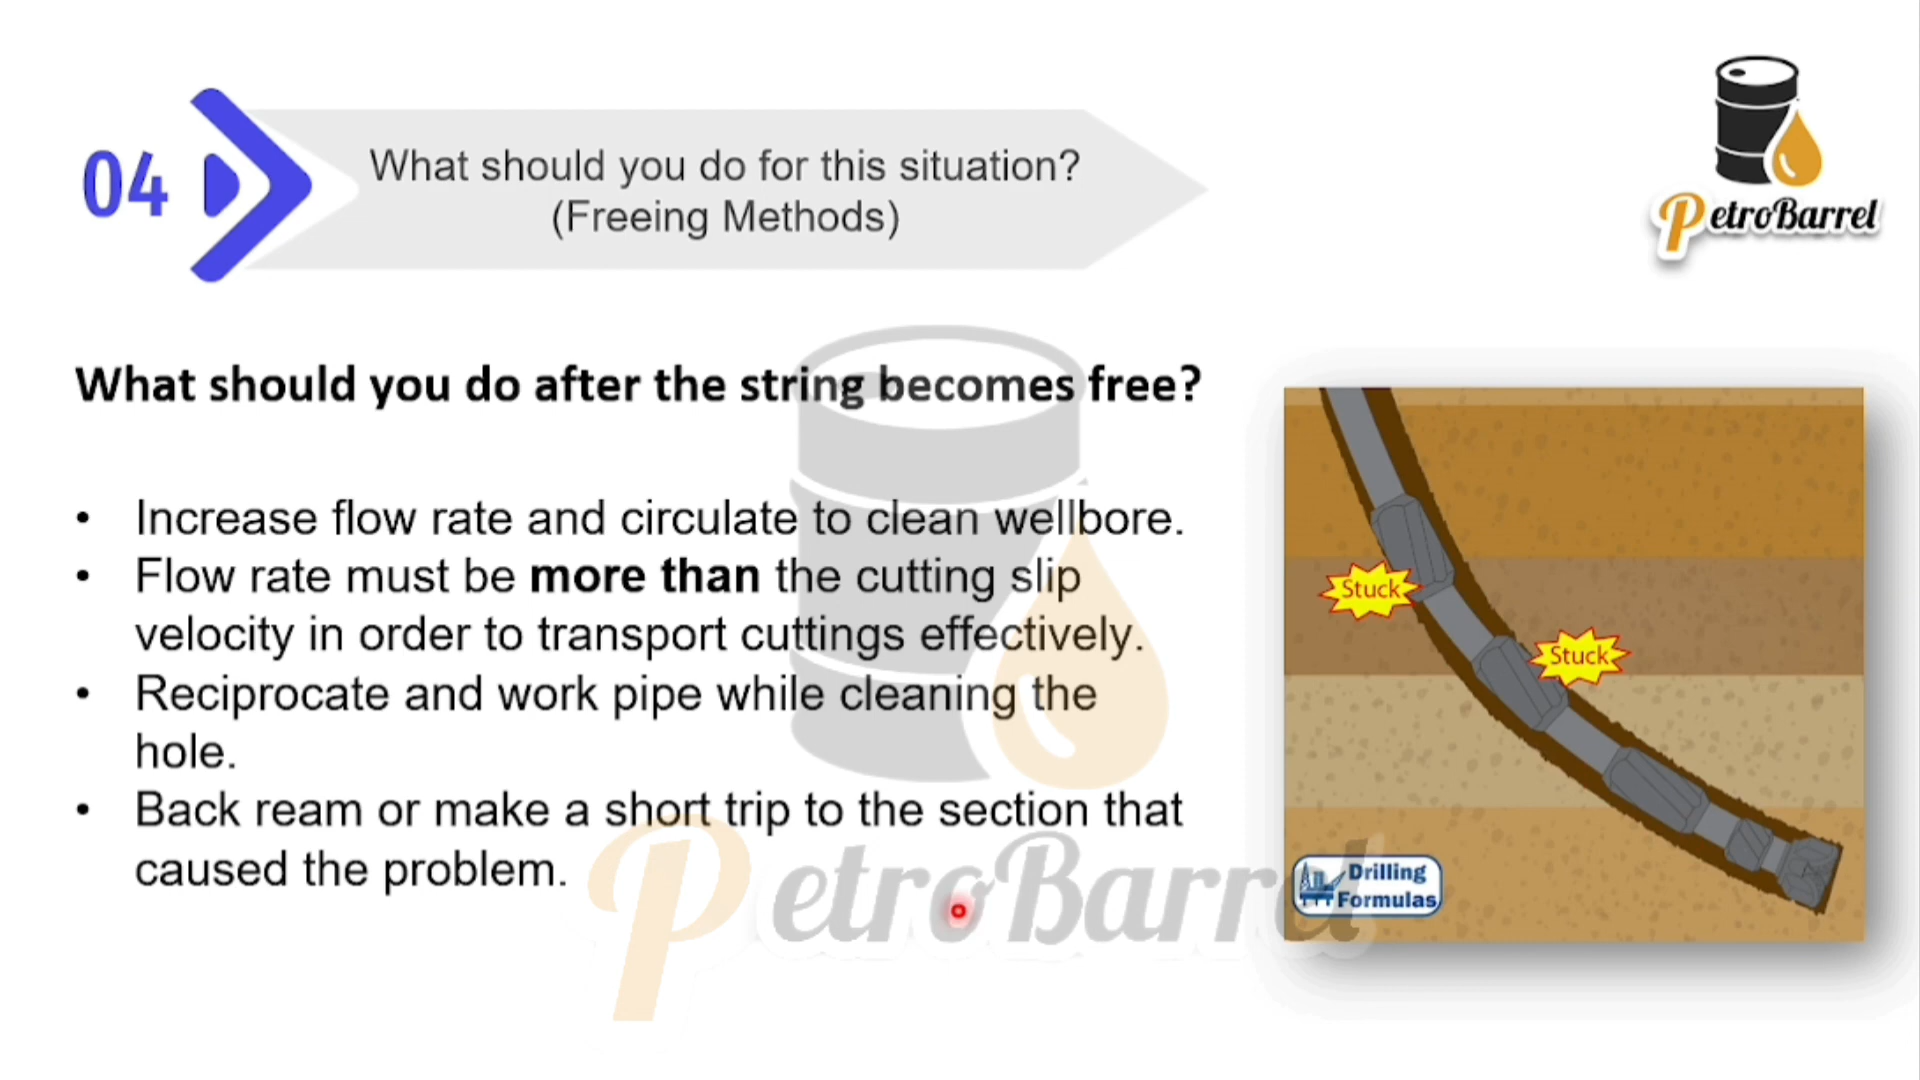 04
What should you do for this situation?
(Freeing Methods)
PetroBarrel
What should you do after the string becomes free?
• Increase flow rate and circulate to clean wellbore.
• Flow rate must be more than the cutting slip
velocity in order to transport cuttings effectively.
• Reciprocate and work pipe while cleaning the
hole.
• Back ream or make a short trip to the section that
caused the problem.
Stuck
Stuck
Drilling
Formulas
PetroBarrel